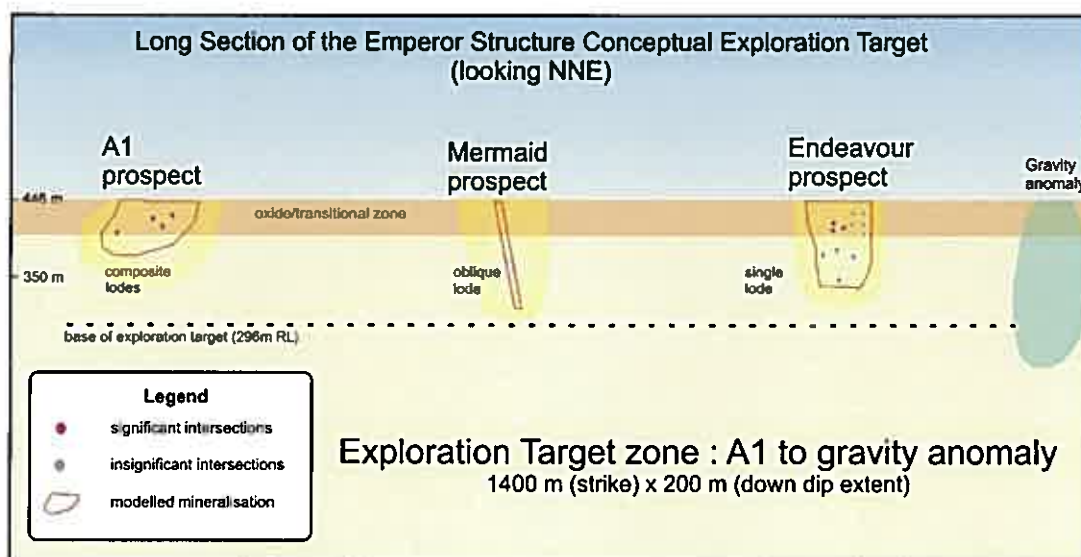 Long Section of the Emperor Structure Conceptual Exploration Target
(looking NNE)
A1
prospect
Mermaid
prospect
Endeavour
prospect
Gravity
anomaly
446 m
oxide/transitional zone
350 m
composite
lodes
oblique
lode
single
lode
base of exploration target (296m RL)
Legend
significant intersections
insignificant intersections
modelled mineralisation
Exploration Target zone : A1 to gravity anomaly
1400 m (strike) x 200 m (down dip extent)